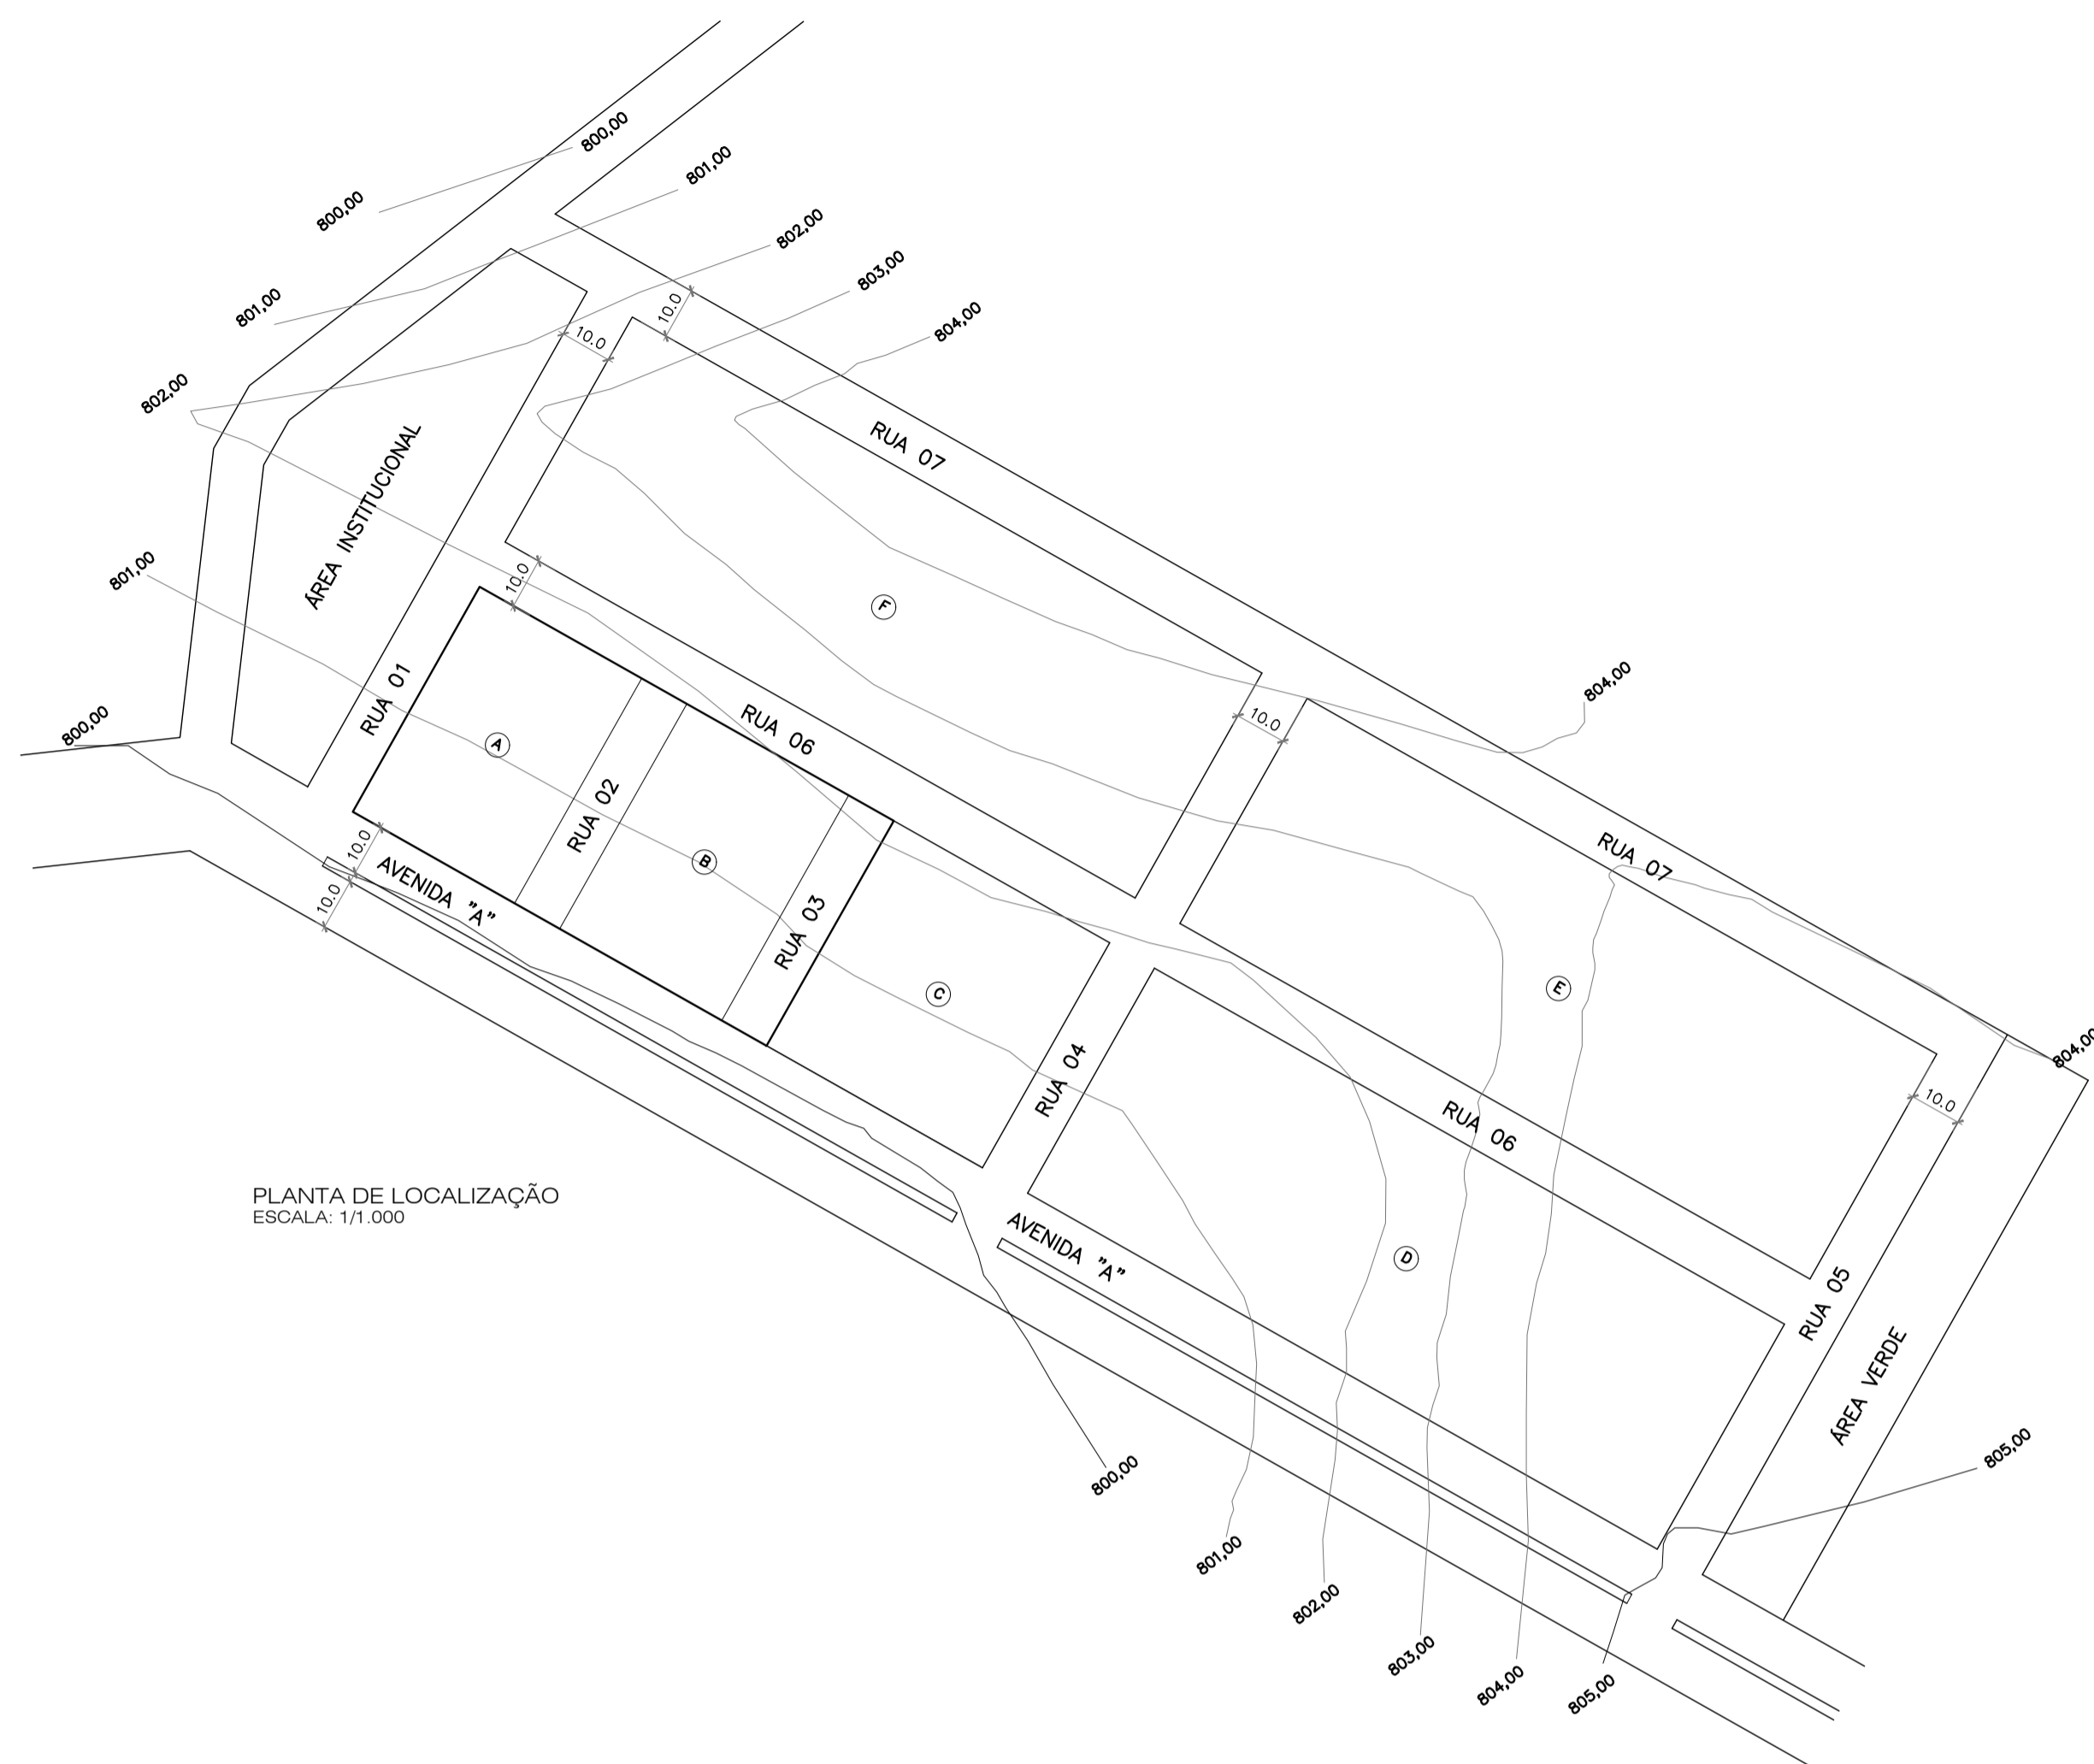 800,00
800,00
801,00
802,00
801,00
803,00
10.0
804,00
10.0
802,00
RUA 07
ÁREA INSTITUCIONAL
801,00
10.0
F
RUA 01
804,00
800,00
RUA 06
10.0
A
RUA 02
10.0
AVENIDA "A"
10.0
B
RUA 03
RUA 07
C
E
804,00
RUA 04
10.0
RUA 06
PLANTA DE LOCALIZAÇÃO
ESCALA: 1/1.000
AVENIDA "A"
D
RUA 05
ÁREA VERDE
805,00
800,00
801,00
802,00
803,00
804,00
805,00